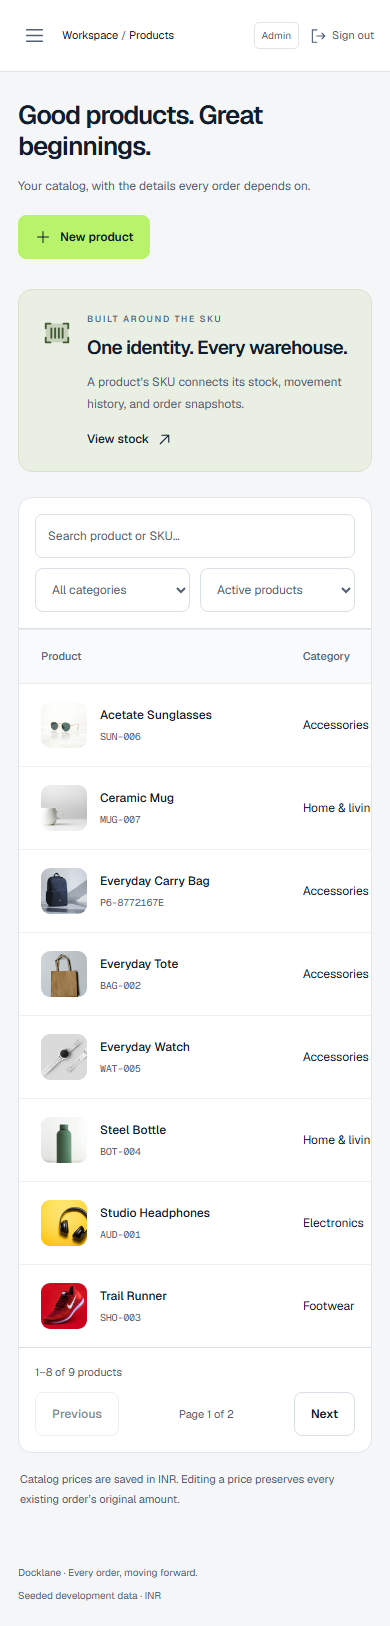 Workspace / Products
Admin
Sign out
Good products. Great
beginnings.
Your catalog, with the details every order depends on.
New product
BUILT AROUND THE SKU
One identity. Every warehouse.
A product's SKU connects its stock, movement
history, and order snapshots.
View stock
Search product or SKU...
All categories
Active products
Product
Category
Acetate Sunglasses
SUN-006
Accessories
Ceramic Mug
MUG-007
Home & livin
Everyday Carry Bag
P6-8772167E
Accessories
Everyday Tote
BAG-002
Accessories
Everyday Watch
WAT-005
Accessories
Steel Bottle
BOT-004
Home & livin
Studio Headphones
AUD-001
Electronics
Trail Runner
SHO-003
Footwear
1–8 of 9 products
Previous
Page 1 of 2
Next
Catalog prices are saved in INR. Editing a price preserves every
existing order's original amount.
Docklane · Every order, moving forward.
Seeded development data · INR